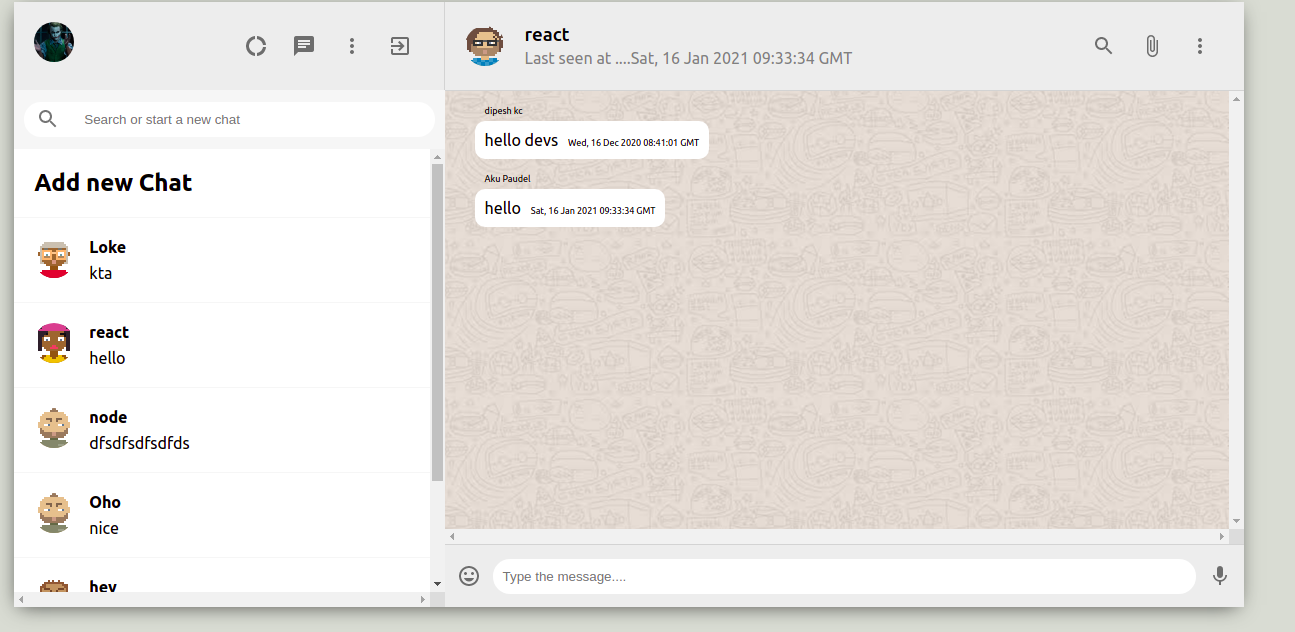 react
Last seen at ....Sat, 16 Jan 2021 09:33:34 GMT
Search or start a new chat
Add new Chat
Loke
kta
react
hello
node
dfsdfsdfsdfds
Oho
nice
hey
dipesh kc
hello devs Wed, 16 Dec 2020 08:41:01 GMT
Aku Paudel
hello Sat, 16 Jan 2021 09:33:34 GMT
Type the message....